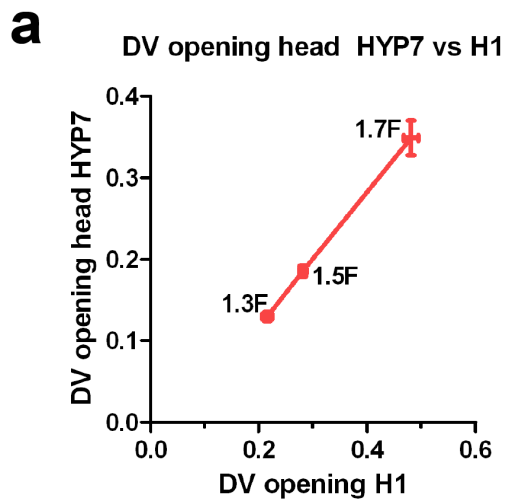 a
DV opening head HYP7 vs H1
DV opening head HYP7
0.4
0.3
0.2
0.1
0.0
1.7F
1.5F
1.3F
0.0 0.2 0.4 0.6
DV opening H1